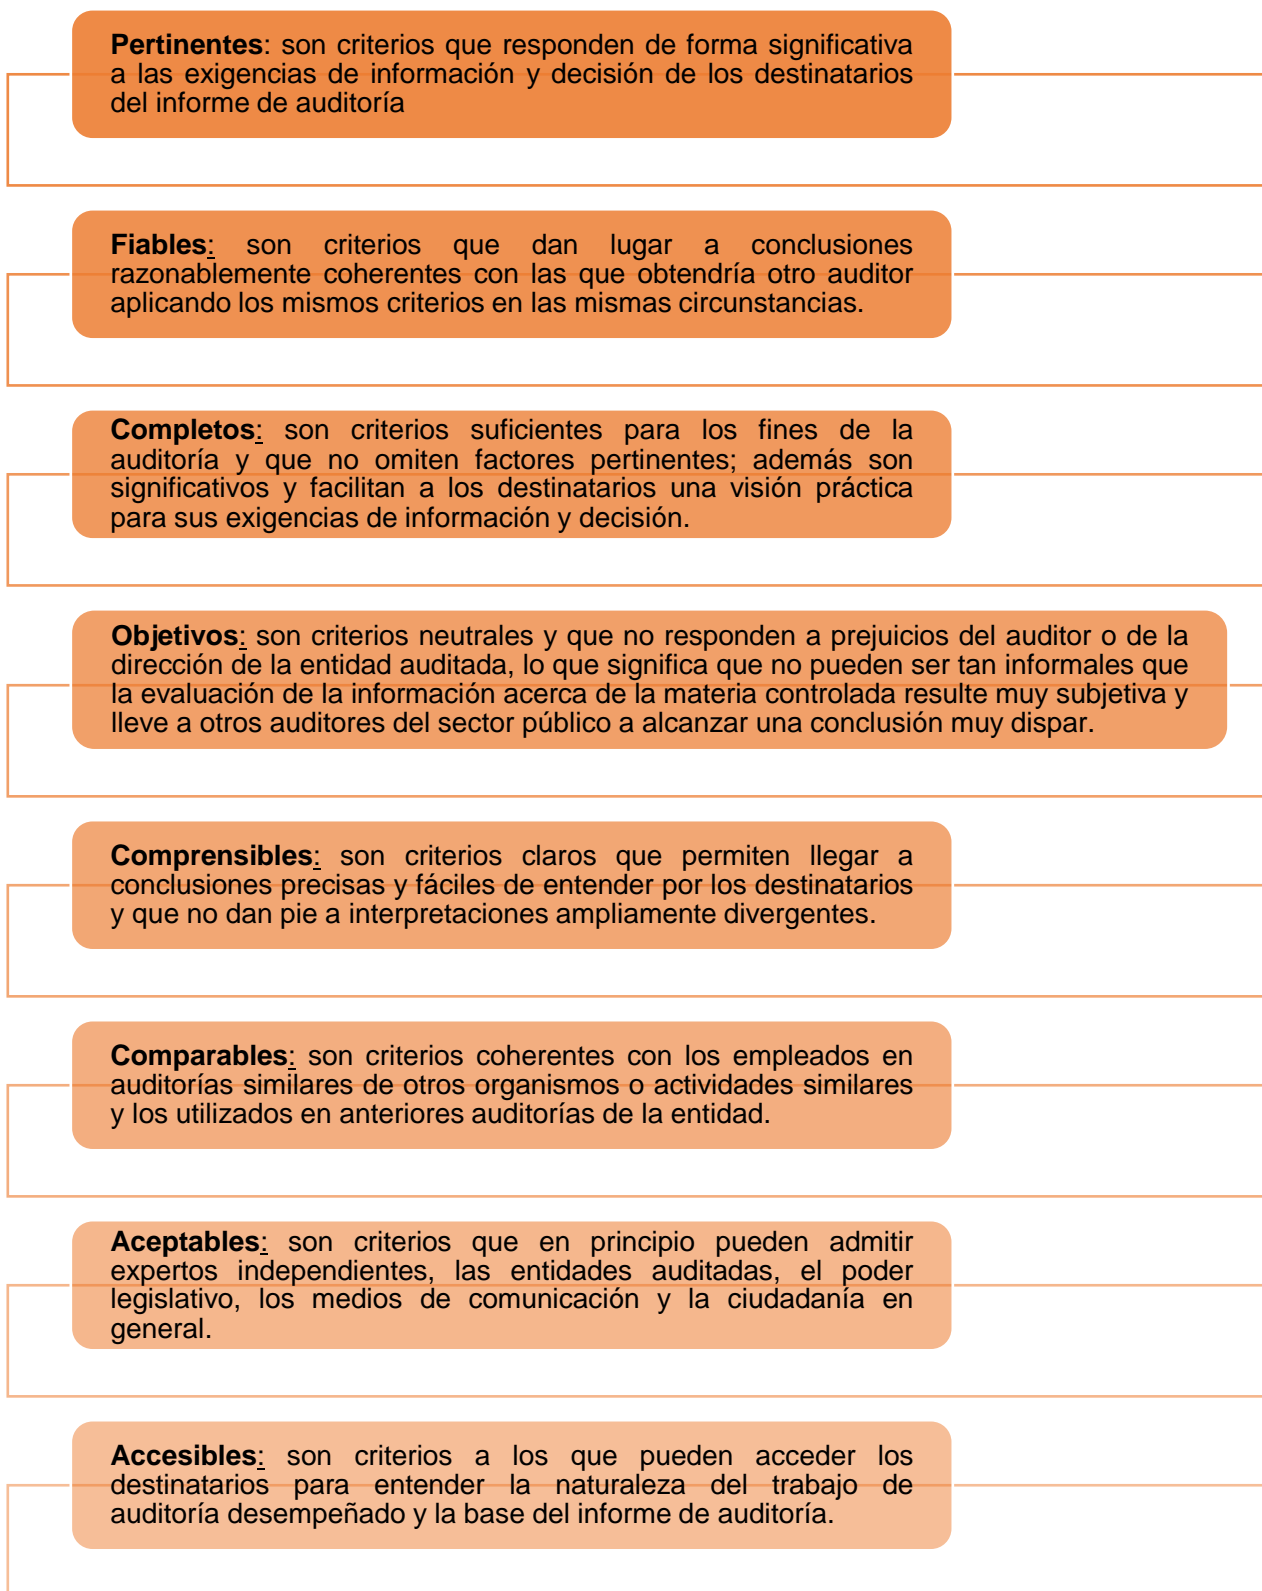 Pertinentes: son criterios que responden de forma significativa
a las exigencias de información y decisión de los destinatarios
del informe de auditoría
Fiables: son criterios que dan lugar a conclusiones
razonablemente coherentes con las que obtendría otro auditor
aplicando los mismos criterios en las mismas circunstancias.
Completos: son criterios suficientes para los fines de la
auditoría y que no omiten factores pertinentes; además son
significativos y facilitan a los destinatarios una visión práctica
para sus exigencias de información y decisión.
Objetivos: son criterios neutrales y que no responden a prejuicios del auditor o de la
dirección de la entidad auditada, lo que significa que no pueden ser tan informales que
la evaluación de la información acerca de la materia controlada resulte muy subjetiva y
lleve a otros auditores del sector público a alcanzar una conclusión muy dispar.
Comprensibles: son criterios claros que permiten llegar a
conclusiones precisas y fáciles de entender por los destinatarios
y que no dan pie a interpretaciones ampliamente divergentes.
Comparables: son criterios coherentes con los empleados en
auditorías similares de otros organismos o actividades similares
y los utilizados en anteriores auditorías de la entidad.
Aceptables: son criterios que en principio pueden admitir
expertos independientes, las entidades auditadas, el poder
legislativo, los medios de comunicación y la ciudadanía en
general.
Accesibles: son criterios a los que pueden acceder los
destinatarios para entender la naturaleza del trabajo de
auditoría desempeñado y la base del informe de auditoría.